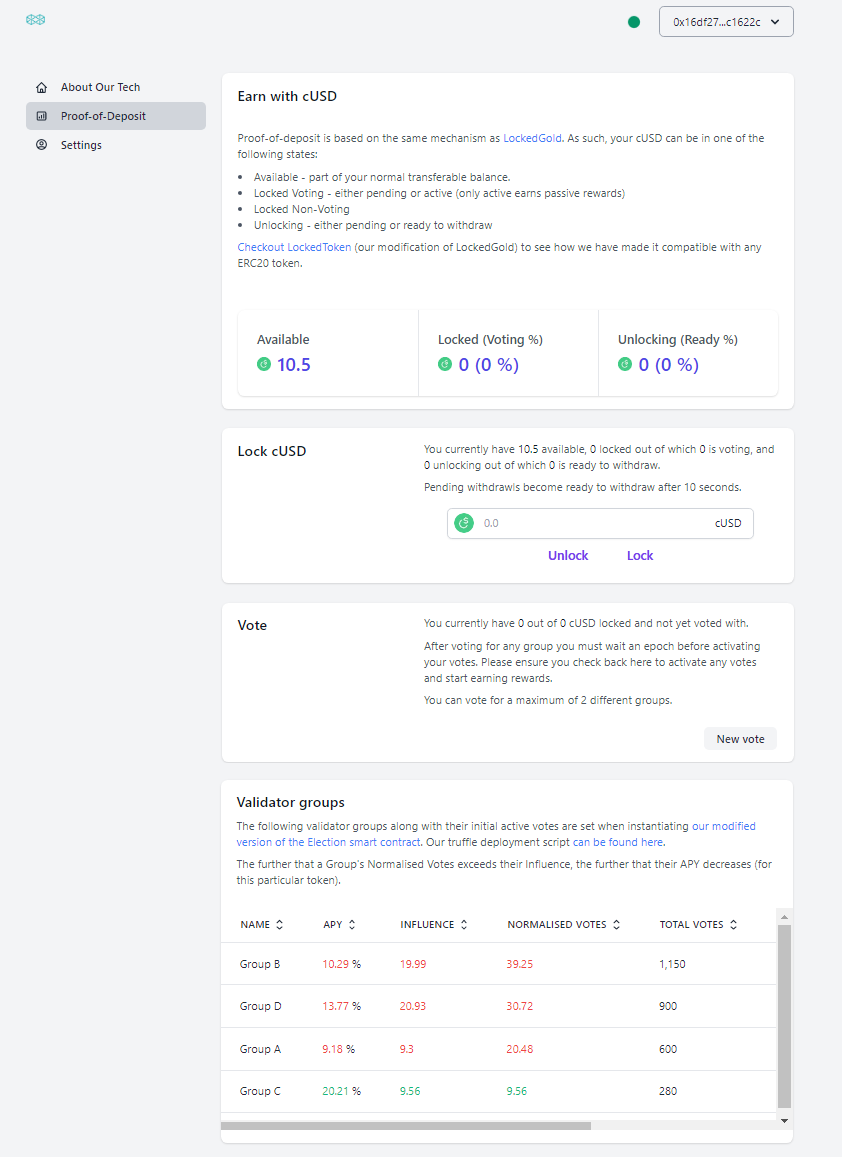 0x16df27...c1622c
About Our Tech
Proof-of-Deposit
Settings
Earn with cUSD
Proof-of-deposit is based on the same mechanism as LockedGold. As such, your cUSD can be in one of the
following states:
• Available - part of your normal transferable balance.
• Locked Voting - either pending or active (only active earns passive rewards)
• Locked Non-Voting
• Unlocking - either pending or ready to withdraw
Checkout LockedToken (our modification of LockedGold) to see how we have made it compatible with any
ERC20 token.
Available
10.5
Locked (Voting %)
0 (0 %)
Unlocking (Ready %)
0 (0 %)
Lock cUSD
You currently have 10.5 available, 0 locked out of which 0 is voting, and
0 unlocking out of which 0 is ready to withdraw.
Pending withdrawls become ready to withdraw after 10 seconds.
0.0 cUSD
Unlock Lock
Vote
You currently have 0 out of 0 cUSD locked and not yet voted with.
After voting for any group you must wait an epoch before activating
your votes. Please ensure you check back here to activate any votes
and start earning rewards.
You can vote for a maximum of 2 different groups.
New vote
Validator groups
The following validator groups along with their initial active votes are set when instantiating our modified
version of the Election smart contract. Our truffle deployment script can be found here.
The further that a Group's Normalised Votes exceeds their Influence, the further that their APY decreases (for
this particular token).
NAME APY INFLUENCE NORMALISED VOTES TOTAL VOTES
Group B 10.29 % 19.99 39.25 1,150
Group D 13.77 % 20.93 30.72 900
Group A 9.18 % 9.3 20.48 600
Group C 20.21 % 9.56 9.56 280